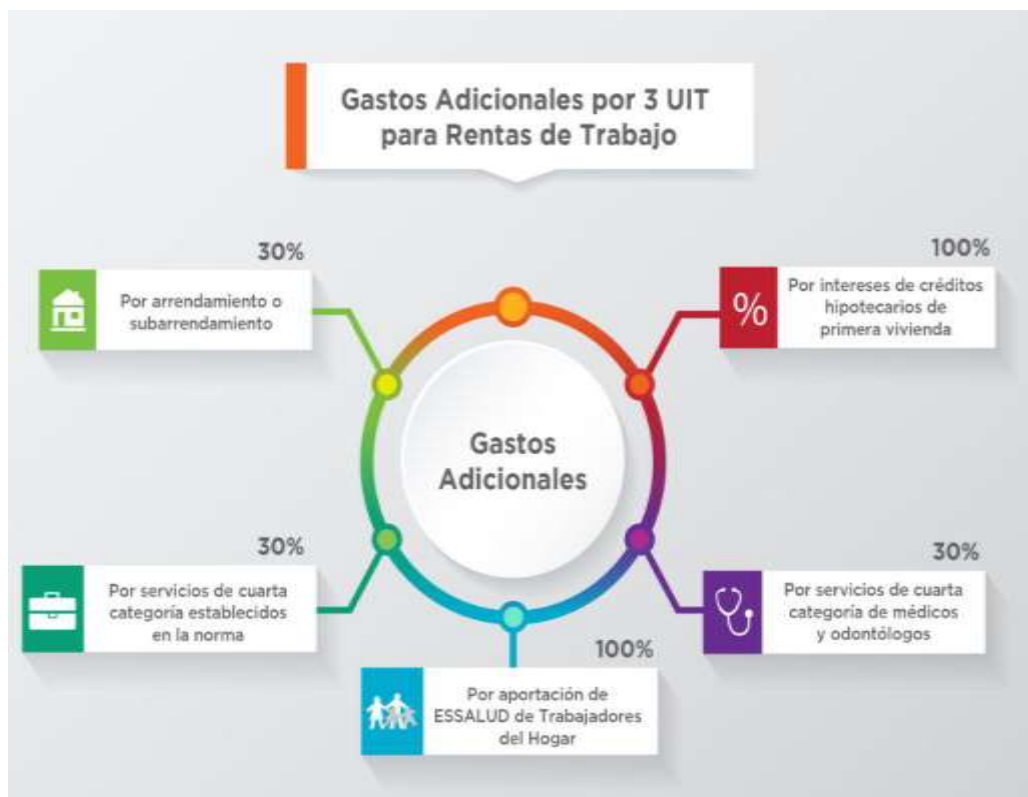 Gastos Adicionales por 3 UIT
para Rentas de Trabajo
30%
Por arrendamiento o
subarrendamiento
100%
%
Por intereses de créditos
hipotecarios de
primera vivienda
Gastos
Adicionales
30%
Por servicios de cuarta
categoría establecidos
en la norma
30%
Por servicios de cuarta
categoría de médicos
y odontólogos
100%
Por aportación de
ESSALUD de Trabajadores
del Hogar